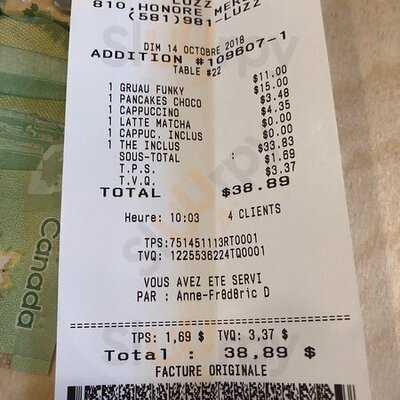 LUZZ
810, HONORE MER
(581)981-LUZZ
DIM 14 OCTOBRE 2018
ADDITION #109607-1
TABLE #22
1 GRUAU FUNKY $11.00
1 PANCAKES CHOCO $15.00
1 CAPPUCCINO $3.48
1 LATTE MATCHA $4.35
1 CAPPUC. INCLUS $0.00
1 THE INCLUS $0.00
SOUS-TOTAL : $33.83
T.P.S. $1.69
T.V.Q. $3.37
TOTAL $38.89
Heure: 10:03 4 CLIENTS
TPS:751451113RT0001
TVQ: 1225536224TQ0001
VOUS AVEZ ETE SERVI
PAR : Anne-Fr8d8ric D
TPS: 1,69 $ TVQ: 3,37 $
Total : 38,89 $
FACTURE ORIGINALE
Canada